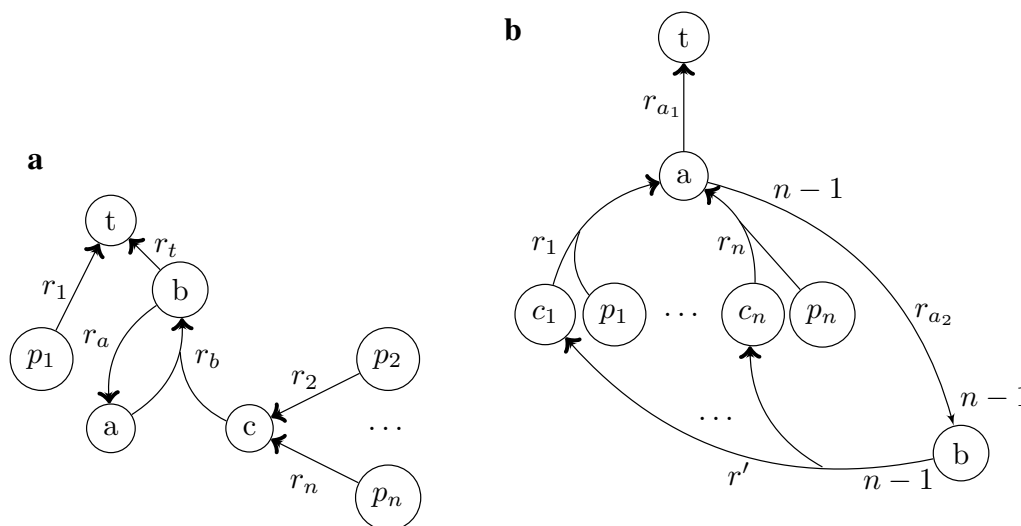 a
t
r_t
r_1
b
p_1
r_a
r_b
p_2
r_2
a
c
...
r_n
p_n
b
t
r_{a_1}
a
n − 1
r_1
r_n
c_1
p_1
...
c_n
p_n
r_{a_2}
n − 1
...
b
r'
n − 1